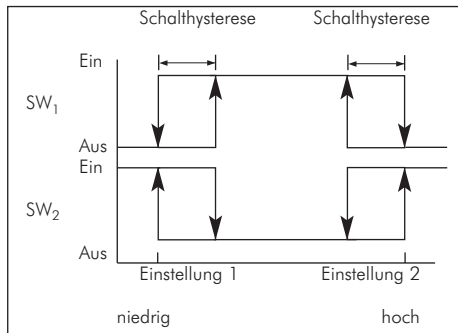 Schalthysterese Schalthysterese
Ein
SW₁
Aus
Ein
SW₂
Aus
Einstellung 1 Einstellung 2
niedrig hoch